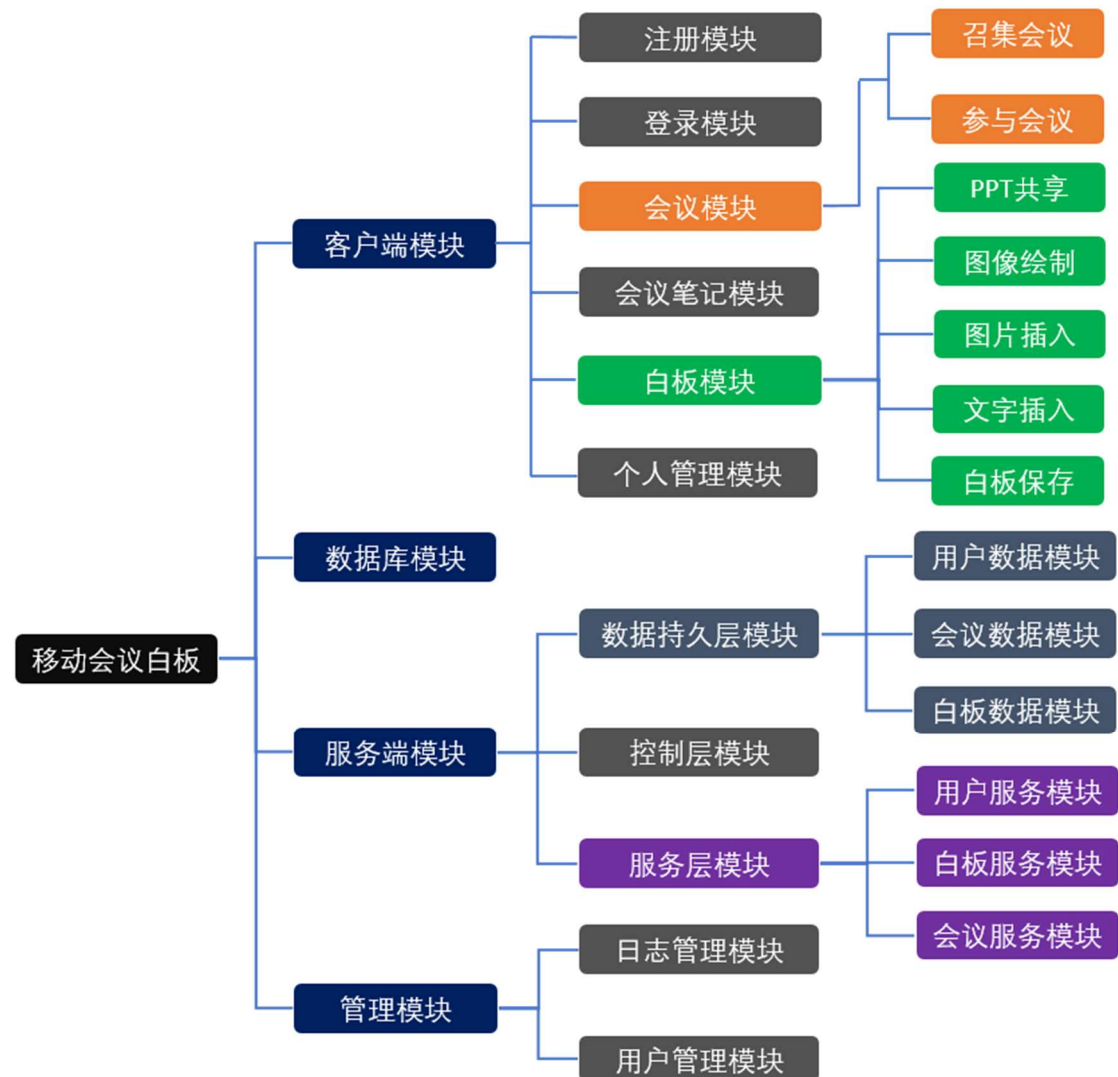 移动会议白板
客户端模块
注册模块
登录模块
会议模块
召集会议
参与会议
会议笔记模块
白板模块
PPT共享
图像绘制
图片插入
文字插入
白板保存
个人管理模块
数据库模块
服务端模块
数据持久层模块
用户数据模块
会议数据模块
白板数据模块
控制层模块
服务层模块
用户服务模块
白板服务模块
会议服务模块
管理模块
日志管理模块
用户管理模块